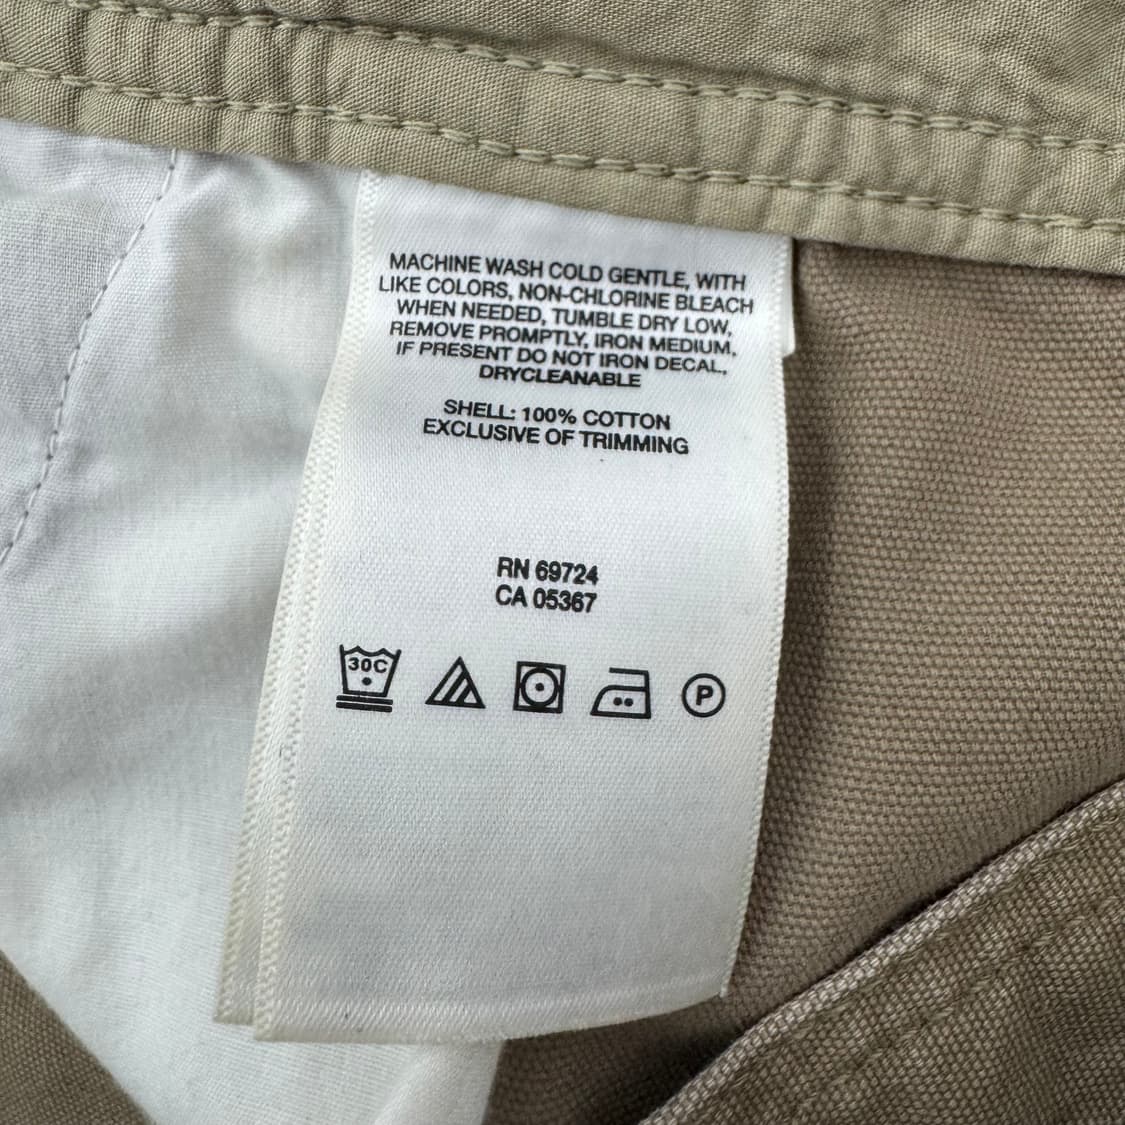 MACHINE WASH COLD GENTLE, WITH
LIKE COLORS, NON-CHLORINE BLEACH
WHEN NEEDED, TUMBLE DRY LOW,
REMOVE PROMPTLY, IRON MEDIUM,
IF PRESENT DO NOT IRON DECAL,
DRYCLEANABLE
SHELL: 100% COTTON
EXCLUSIVE OF TRIMMING
RN 69724
CA 05367
30C
P